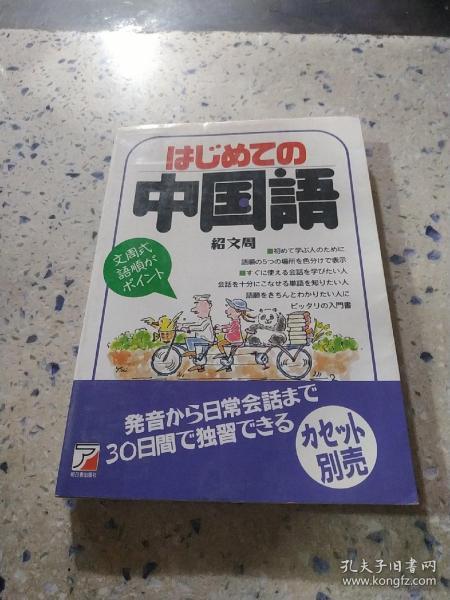 はじめての
中国語
紹文周
文周式
語順が
ポイント
■初めて学ぶ人のために
語順の5つの場所を色分けで表示
■すぐに使える会話を学びたい人
会話を十分にこなせる単語を知りたい人
語順をきちんとわかりたい人に
ピッタリの入門書
発音から日常会話まで
30日間で独習できる
カセット
別売
ア
明日香出版社
孔夫子旧书网
www.kongfz.com